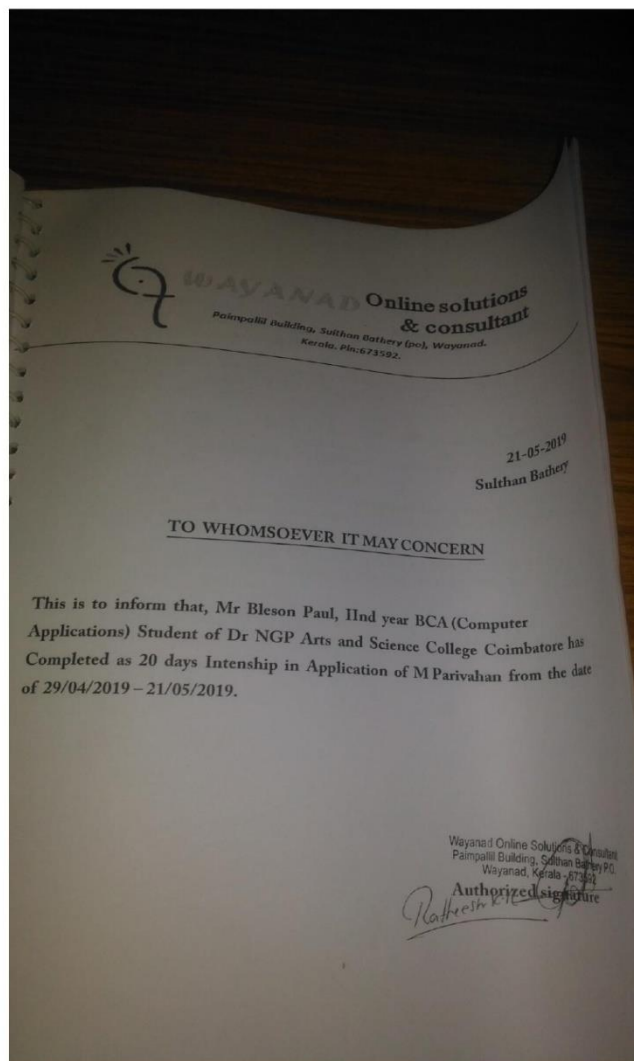 WAYANAD Online solutions
& consultant
Paimpallil Building, Sulthan Bathery (po), Wayanad.
Kerala. Pin:673592.
21-05-2019
Sulthan Bathery
TO WHOMSOEVER IT MAY CONCERN
This is to inform that, Mr Bleson Paul, IInd year BCA (Computer
Applications) Student of Dr NGP Arts and Science College Coimbatore has
Completed as 20 days Intenship in Application of M Parivahan from the date
of 29/04/2019 – 21/05/2019.
Wayanad Online Solutions & Consultant
Paimpallil Building, Sulthan Bathery P.O.
Wayanad, Kerala - 673592
Authorized signature
Ratheesh